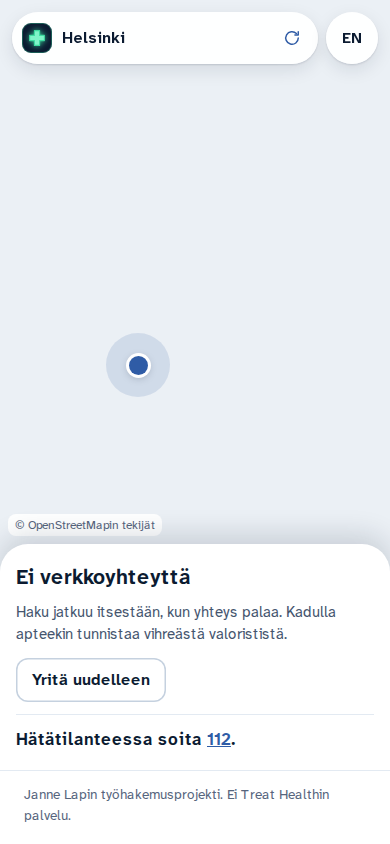 Helsinki
EN
© OpenStreetMapin tekijät
Ei verkkoyhteyttä
Haku jatkuu itsestään, kun yhteys palaa. Kadulla
apteekin tunnistaa vihreästä valorististä.
Yritä uudelleen
Hätätilanteessa soita 112.
Janne Lapin työhakemusprojekti. Ei Treat Healthin
palvelu.